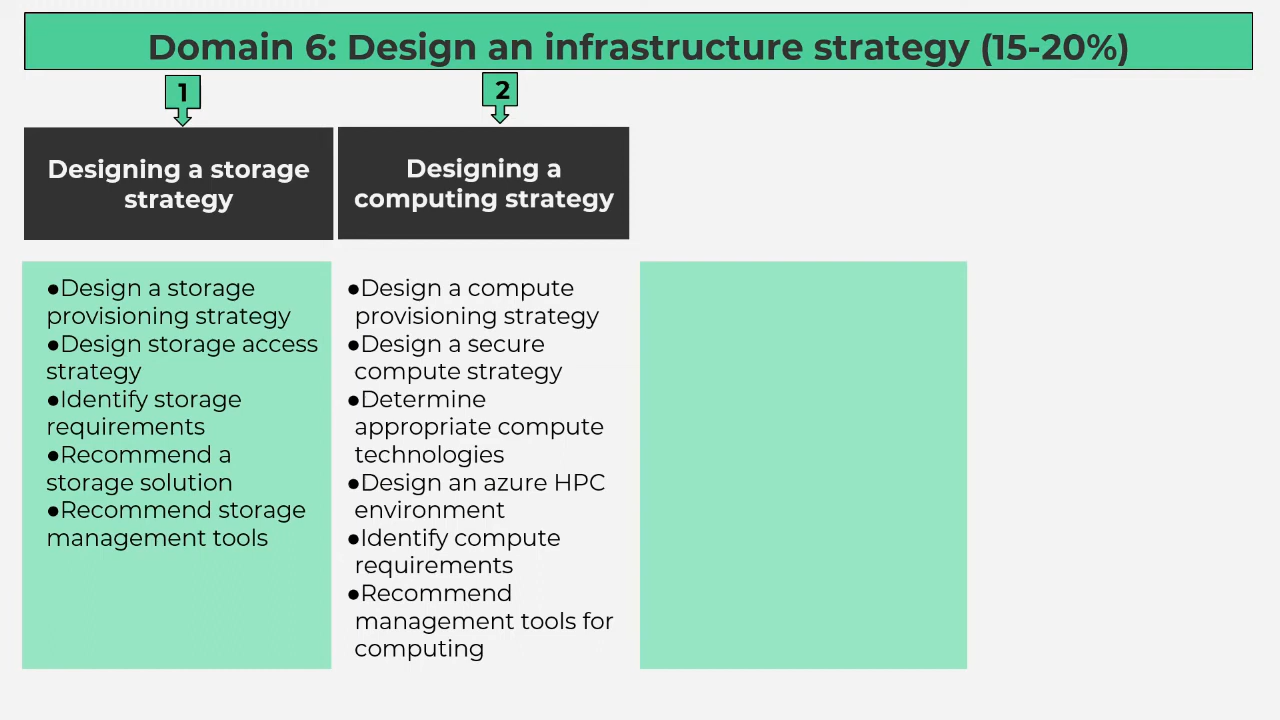 Domain 6: Design an infrastructure strategy (15-20%)
1
2
Designing a storage
strategy
Designing a
computing strategy
●Design a storage
provisioning strategy
●Design storage access
strategy
●Identify storage
requirements
●Recommend a
storage solution
●Recommend storage
management tools
●Design a compute
provisioning strategy
●Design a secure
compute strategy
●Determine
appropriate compute
technologies
●Design an azure HPC
environment
●Identify compute
requirements
●Recommend
management tools for
computing